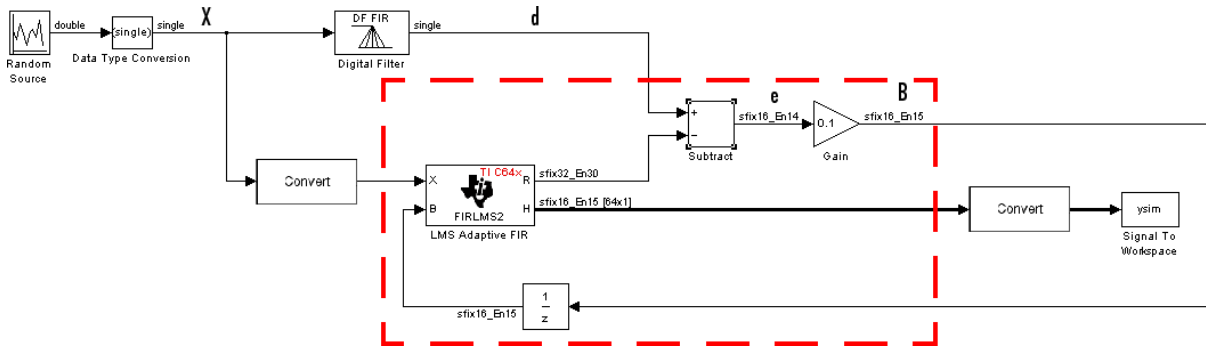 X
d
double
(single)
single
DF FIR
single
Random
Source
Data Type Conversion
Digital Filter
e
B
+
−
sfix16_En14
0.1
sfix16_En15
Subtract
Gain
Convert
X
TI C64x
R
sfix32_En30
B
FIRLMS2
H
sfix16_En15 [64x1]
LMS Adaptive FIR
Convert
ysim
Signal To
Workspace
1
z
sfix16_En15